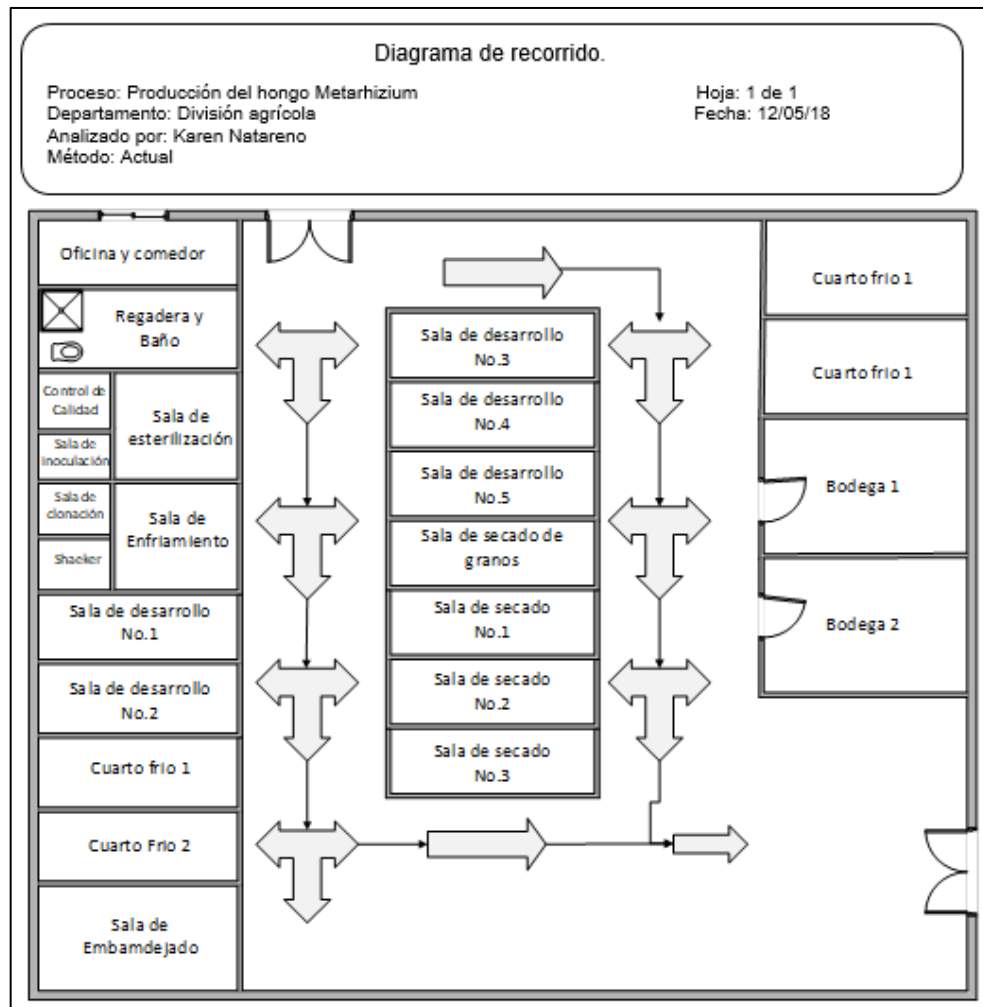 Diagrama de recorrido.
Proceso: Producción del hongo Metarhizium
Hoja: 1 de 1
Departamento: División agrícola
Fecha: 12/05/18
Analizado por: Karen Natareno
Método: Actual
Oficina y comedor
Regadera y
Baño
Control de
Calidad
Sala de
esterilización
Sala de
inoculación
Sala de
clonación
Sala de
Enfriamiento
Shaeker
Sala de desarrollo
No.1
Sala de desarrollo
No.2
Cuarto frio 1
Cuarto Frio 2
Sala de
Embamdejado
Sala de desarrollo
No.3
Sala de desarrollo
No.4
Sala de desarrollo
No.5
Sala de secado de
granos
Sala de secado
No.1
Sala de secado
No.2
Sala de secado
No.3
Cuarto frio 1
Cuarto frio 1
Bodega 1
Bodega 2